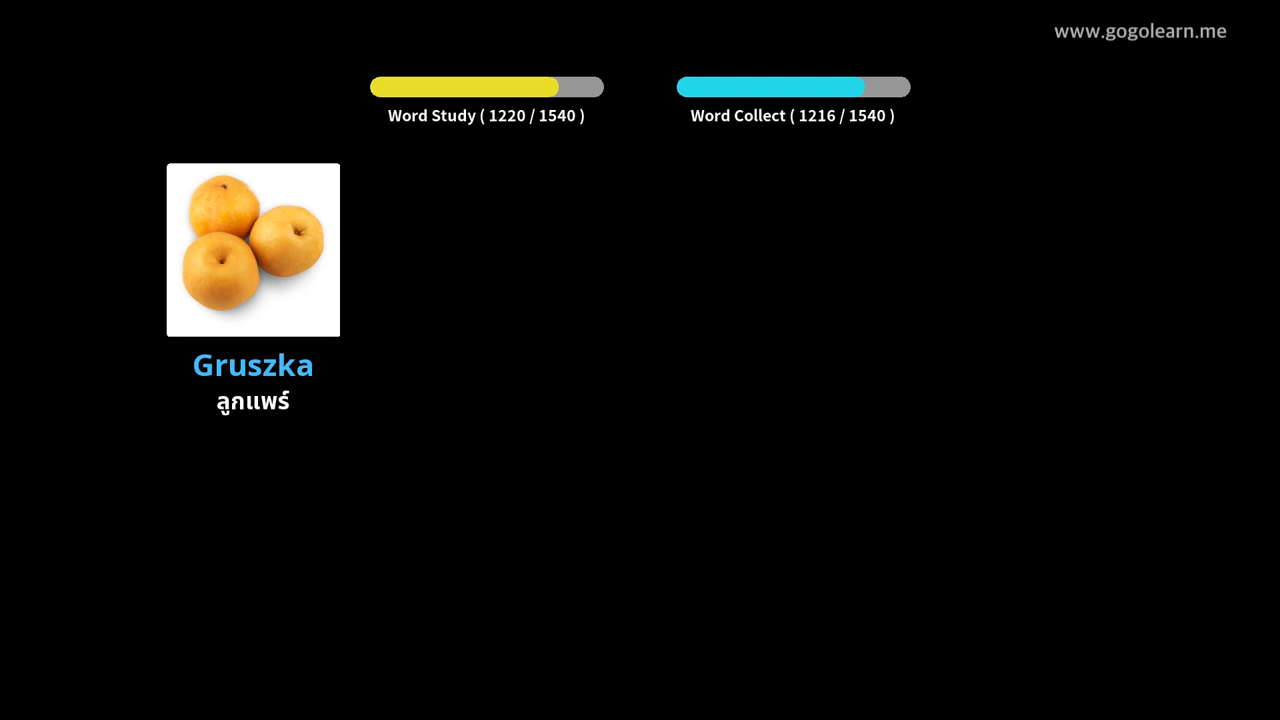 www.gogolearn.me
Word Study ( 1220 / 1540 )
Word Collect ( 1216 / 1540 )
Gruszka
ลูกแพร์